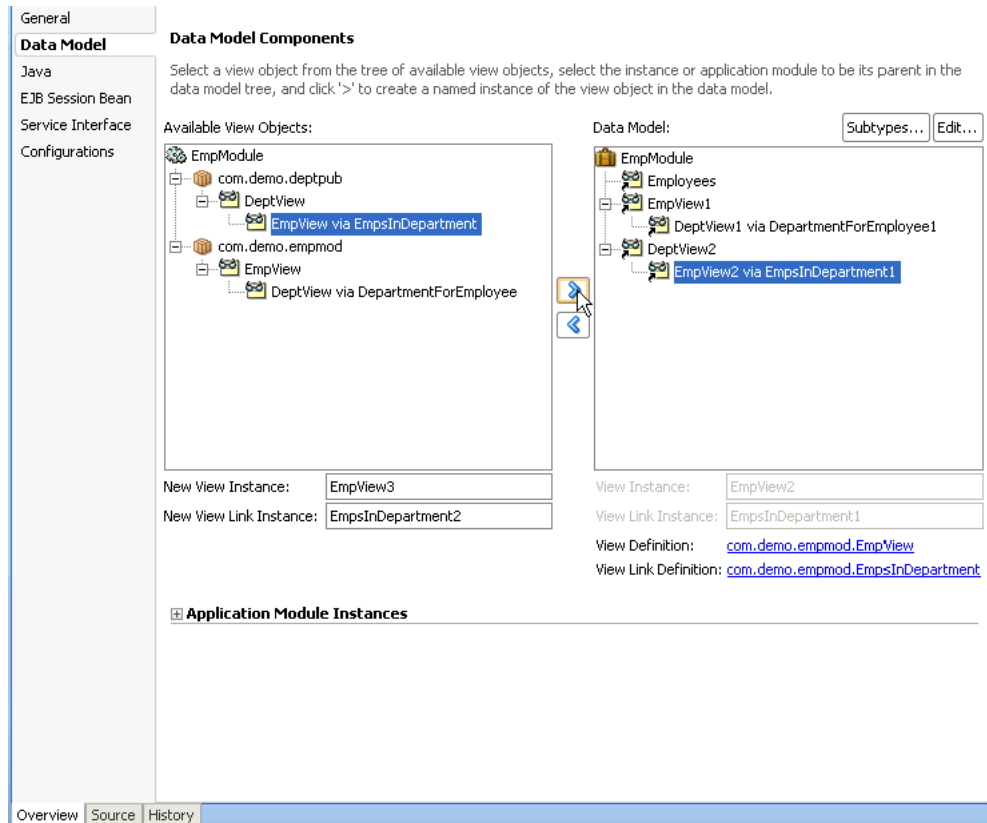 General
Data Model
Java
EJB Session Bean
Service Interface
Configurations
Data Model Components
Select a view object from the tree of available view objects, select the instance or application module to be its parent in the
data model tree, and click '>' to create a named instance of the view object in the data model.
Available View Objects:
EmpModule
com.demo.deptpub
DeptView
EmpView via EmpsInDepartment
com.demo.empmod
EmpView
DeptView via DepartmentForEmployee
New View Instance: EmpView3
New View Link Instance: EmpsInDepartment2
Data Model: Subtypes... Edit...
EmpModule
Employees
EmpView1
DeptView1 via DepartmentForEmployee1
DeptView2
EmpView2 via EmpsInDepartment1
View Instance: EmpView2
View Link Instance: EmpsInDepartment1
View Definition: com.demo.empmod.EmpView
View Link Definition: com.demo.empmod.EmpsInDepartment
Application Module Instances
Overview Source History